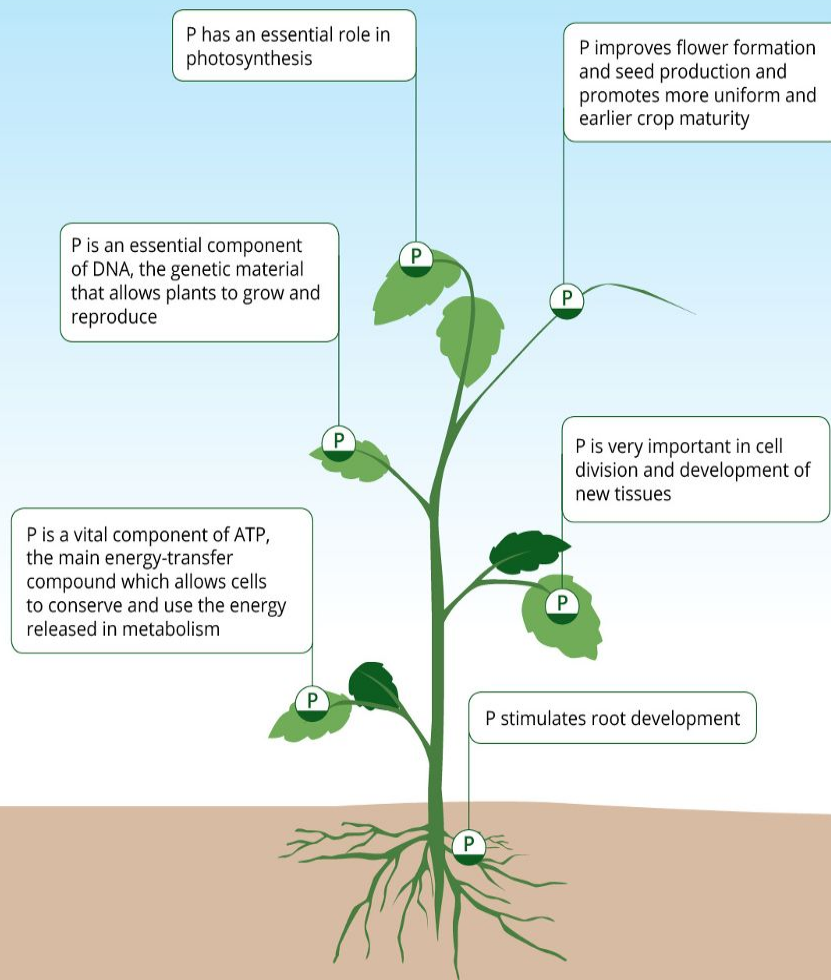 P has an essential role in
photosynthesis
P improves flower formation
and seed production and
promotes more uniform and
earlier crop maturity
P is an essential component
of DNA, the genetic material
that allows plants to grow and
reproduce
P
P
P
P is very important in cell
division and development of
new tissues
P is a vital component of ATP,
the main energy-transfer
compound which allows cells
to conserve and use the energy
released in metabolism
P
P
P stimulates root development
P